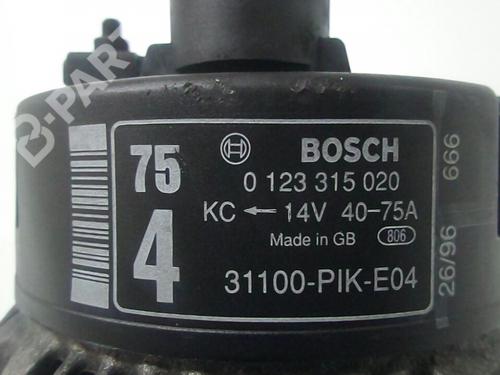 B-PARTS
75
4
BOSCH
0 123 315 020
KC ← 14V 40-75A
Made in GB 806
31100-PIK-E04
26/96 666